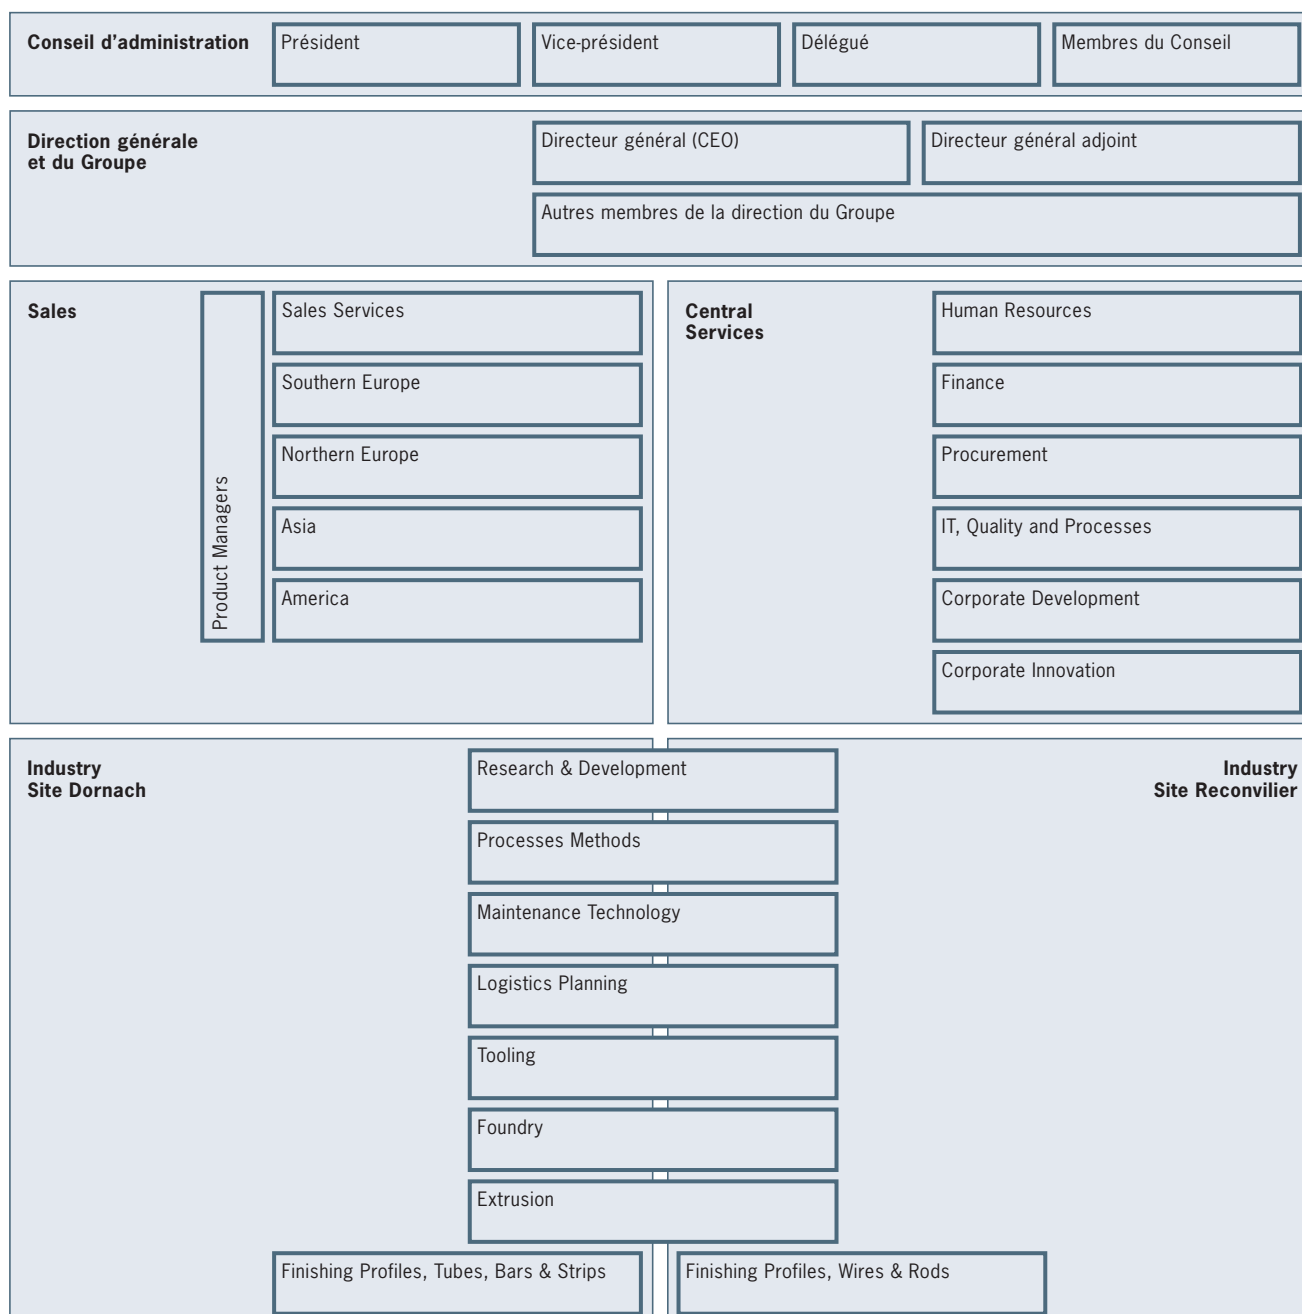 Conseil d'administration
Président
Vice-président
Délégué
Membres du Conseil
Direction générale
et du Groupe
Directeur général (CEO)
Directeur général adjoint
Autres membres de la direction du Groupe
Sales
Product Managers
Sales Services
Southern Europe
Northern Europe
Asia
America
Central
Services
Human Resources
Finance
Procurement
IT, Quality and Processes
Corporate Development
Corporate Innovation
Industry
Site Dornach
Research & Development
Processes Methods
Maintenance Technology
Logistics Planning
Tooling
Foundry
Extrusion
Industry
Site Reconvilier
Finishing Profiles, Tubes, Bars & Strips
Finishing Profiles, Wires & Rods